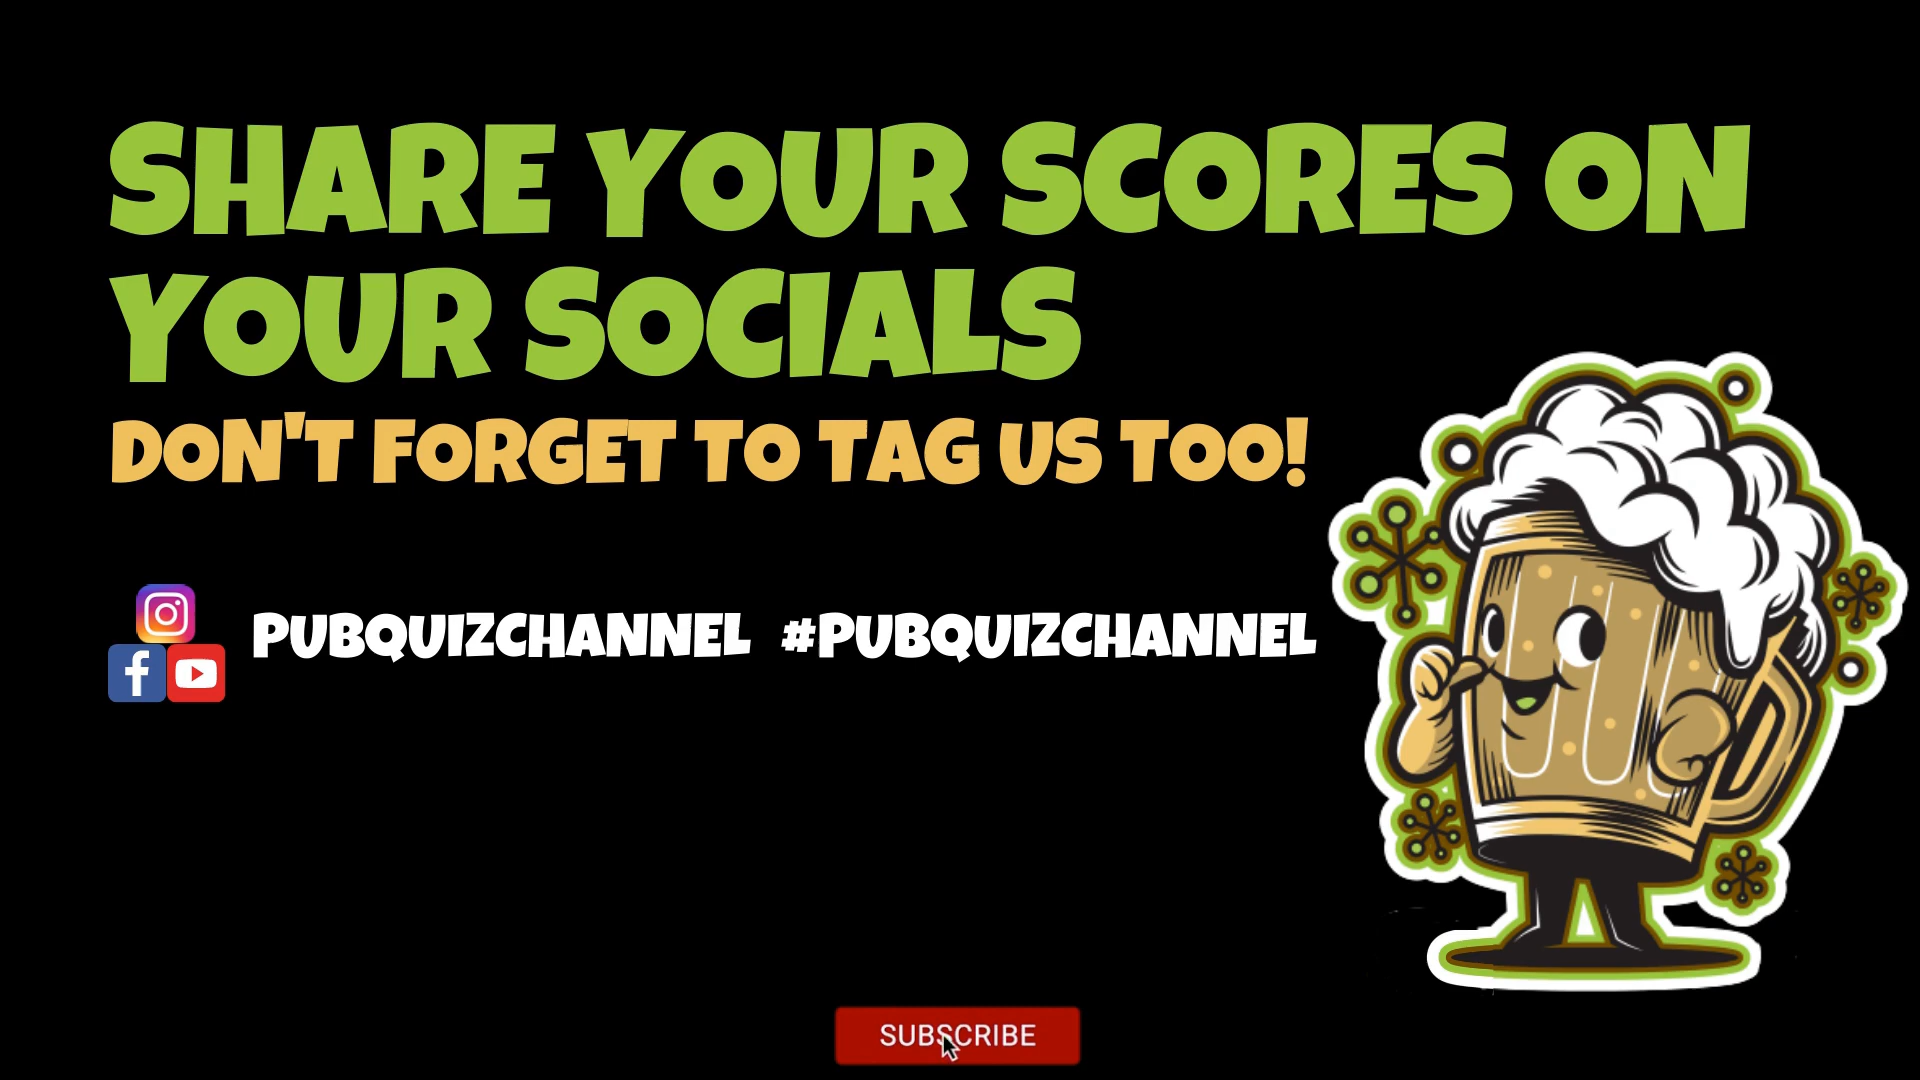 SHARE YOUR SCORES ON
YOUR SOCIALS
DON'T FORGET TO TAG US TOO!
PUBQUIZCHANNEL #PUBQUIZCHANNEL
SUBSCRIBE